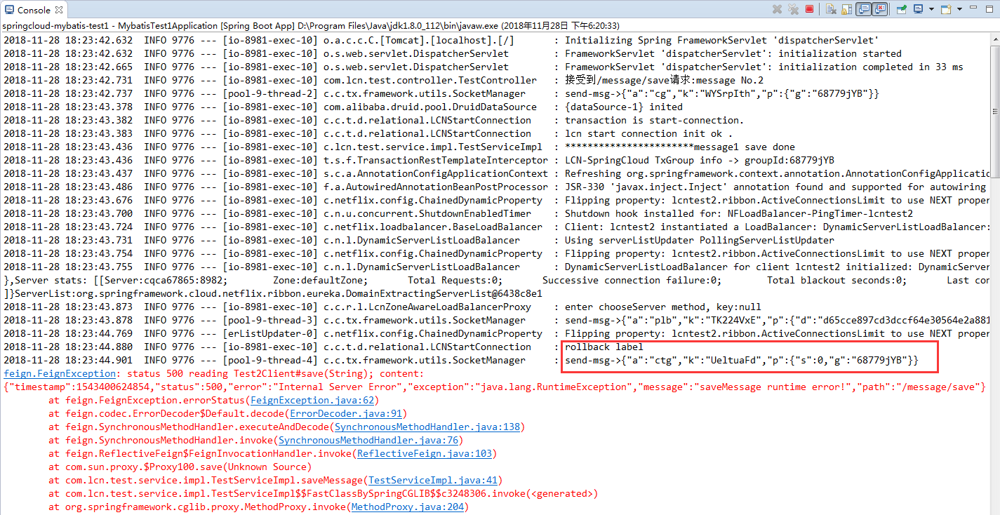 Console
springcloud-mybatis-test1 - MybatisTest1Application [Spring Boot App] D:\Program Files\Java\jdk1.8.0_112\bin\javaw.exe (2018年11月28日 下午6:20:33)
2018-11-28 18:23:42.632  INFO 9776 --- [io-8981-exec-10] o.a.c.c.C.[Tomcat].[localhost].[/]       : Initializing Spring FrameworkServlet 'dispatcherServlet'
2018-11-28 18:23:42.632  INFO 9776 --- [io-8981-exec-10] o.s.web.servlet.DispatcherServlet        : FrameworkServlet 'dispatcherServlet': initialization started
2018-11-28 18:23:42.665  INFO 9776 --- [io-8981-exec-10] o.s.web.servlet.DispatcherServlet        : FrameworkServlet 'dispatcherServlet': initialization completed in 33 ms
2018-11-28 18:23:42.731  INFO 9776 --- [io-8981-exec-10] com.lcn.test.controller.TestController   : 接受到/message/save请求:message No.2
2018-11-28 18:23:42.737  INFO 9776 --- [pool-9-thread-2] c.c.tx.framework.utils.SocketManager     : send-msg->{"a":"cg","k":"WYSrpIth","p":{"g":"68779jYB"}}
2018-11-28 18:23:43.378  INFO 9776 --- [io-8981-exec-10] com.alibaba.druid.pool.DruidDataSource   : {dataSource-1} inited
2018-11-28 18:23:43.382  INFO 9776 --- [io-8981-exec-10] c.c.t.d.relational.LCNStartConnection    : transaction is start-connection.
2018-11-28 18:23:43.383  INFO 9776 --- [io-8981-exec-10] c.c.t.d.relational.LCNStartConnection    : lcn start connection init ok .
2018-11-28 18:23:43.436  INFO 9776 --- [io-8981-exec-10] c.lcn.test.service.impl.TestServiceImpl  : ***********************message1 save done
2018-11-28 18:23:43.436  INFO 9776 --- [io-8981-exec-10] t.s.f.TransactionRestTemplateInterceptor : LCN-SpringCloud TxGroup info -> groupId:68779jYB
2018-11-28 18:23:43.437  INFO 9776 --- [io-8981-exec-10] s.c.a.AnnotationConfigApplicationContext : Refreshing org.springframework.context.annotation.AnnotationConfigApplicatio
2018-11-28 18:23:43.486  INFO 9776 --- [io-8981-exec-10] f.a.AutowiredAnnotationBeanPostProcessor : JSR-330 'javax.inject.Inject' annotation found and supported for autowiring
2018-11-28 18:23:43.676  INFO 9776 --- [io-8981-exec-10] c.netflix.config.ChainedDynamicProperty  : Flipping property: lcntest2.ribbon.ActiveConnectionsLimit to use NEXT proper
2018-11-28 18:23:43.700  INFO 9776 --- [io-8981-exec-10] c.n.u.concurrent.ShutdownEnabledTimer    : Shutdown hook installed for: NFLoadBalancer-PingTimer-lcntest2
2018-11-28 18:23:43.724  INFO 9776 --- [io-8981-exec-10] c.netflix.loadbalancer.BaseLoadBalancer  : Client: lcntest2 instantiated a LoadBalancer: DynamicServerListLoadBalancer:
2018-11-28 18:23:43.731  INFO 9776 --- [io-8981-exec-10] c.n.l.DynamicServerListLoadBalancer      : Using serverListUpdater PollingServerListUpdater
2018-11-28 18:23:43.754  INFO 9776 --- [io-8981-exec-10] c.netflix.config.ChainedDynamicProperty  : Flipping property: lcntest2.ribbon.ActiveConnectionsLimit to use NEXT proper
2018-11-28 18:23:43.755  INFO 9776 --- [io-8981-exec-10] c.n.l.DynamicServerListLoadBalancer      : DynamicServerListLoadBalancer for client lcntest2 initialized: DynamicServer
},Server stats: [[Server:cqca67865:8982;	Zone:defaultZone;	Total Requests:0;	Successive connection failure:0;	Total blackout seconds:0;	Last con
]}ServerList:org.springframework.cloud.netflix.ribbon.eureka.DomainExtractingServerList@6438c8e1
2018-11-28 18:23:43.873  INFO 9776 --- [io-8981-exec-10] c.c.r.l.LcnZoneAwareLoadBalancerProxy    : enter chooseServer method, key:null
2018-11-28 18:23:43.878  INFO 9776 --- [pool-9-thread-3] c.c.tx.framework.utils.SocketManager     : send-msg->{"a":"plb","k":"TK224VxE","p":{"d":"d65cce897cd3dccf64e30564e2a881
2018-11-28 18:23:44.769  INFO 9776 --- [erListUpdater-0] c.netflix.config.ChainedDynamicProperty  : Flipping property: lcntest2.ribbon.ActiveConnectionsLimit to use NEXT proper
2018-11-28 18:23:44.880  INFO 9776 --- [io-8981-exec-10] c.c.t.d.relational.LCNStartConnection    : rollback label
2018-11-28 18:23:44.901  INFO 9776 --- [pool-9-thread-4] c.c.tx.framework.utils.SocketManager     : send-msg->{"a":"ctg","k":"UeltuaFd","p":{"s":0,"g":"68779jYB"}}
feign.FeignException: status 500 reading Test2Client#save(String); content:
{"timestamp":1543400624854,"status":500,"error":"Internal Server Error","exception":"java.lang.RuntimeException","message":"saveMessage runtime error!","path":"/message/save"}
	at feign.FeignException.errorStatus(FeignException.java:62)
	at feign.codec.ErrorDecoder$Default.decode(ErrorDecoder.java:91)
	at feign.SynchronousMethodHandler.executeAndDecode(SynchronousMethodHandler.java:138)
	at feign.SynchronousMethodHandler.invoke(SynchronousMethodHandler.java:76)
	at feign.ReflectiveFeign$FeignInvocationHandler.invoke(ReflectiveFeign.java:103)
	at com.sun.proxy.$Proxy100.save(Unknown Source)
	at com.lcn.test.service.impl.TestServiceImpl.saveMessage(TestServiceImpl.java:41)
	at com.lcn.test.service.impl.TestServiceImpl$$FastClassBySpringCGLIB$$c3248306.invoke(<generated>)
	at org.springframework.cglib.proxy.MethodProxy.invoke(MethodProxy.java:204)